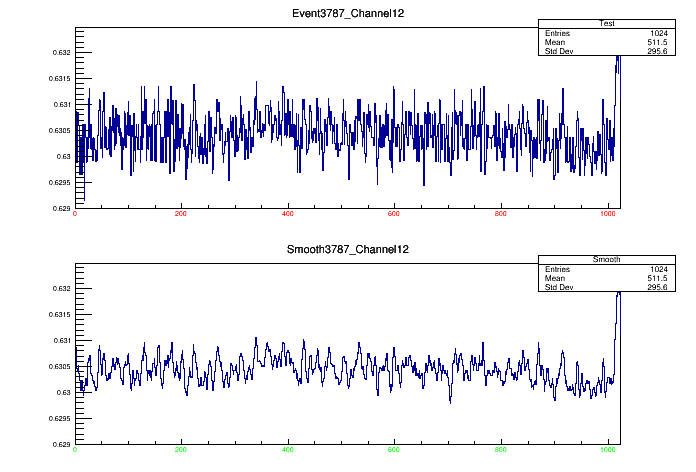 Event3787_Channel12
Test
Entries 1024
Mean 511.5
Std Dev 295.6
0.632
0.6315
0.631
0.6305
0.63
0.6295
0.629
0 200 400 600 800 1000
Smooth3787_Channel12
Smooth
Entries 1024
Mean 511.5
Std Dev 295.6
0.632
0.6315
0.631
0.6305
0.63
0.6295
0.629
0 200 400 600 800 1000